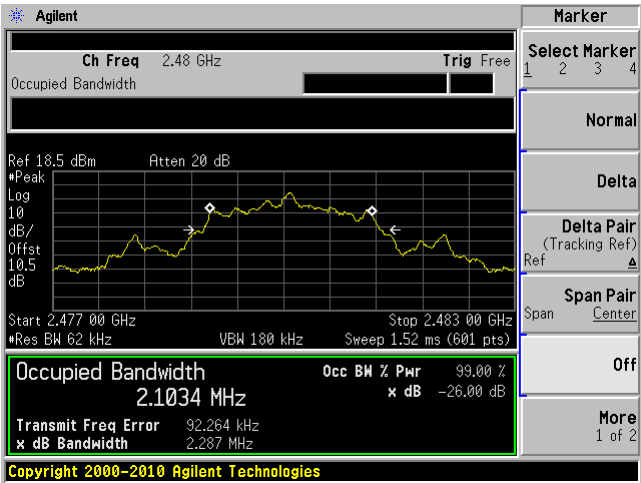 Agilent
Marker
Ch Freq 2.48 GHz Trig Free
Occupied Bandwidth
Select Marker
1 2 3 4
Normal
Delta
Delta Pair
(Tracking Ref)
Ref Δ
Span Pair
Span Center
Off
More
1 of 2
Ref 18.5 dBm Atten 20 dB
#Peak
Log
10
dB/
Offst
10.5
dB
Start 2.477 00 GHz Stop 2.483 00 GHz
#Res BW 62 kHz VBW 180 kHz Sweep 1.52 ms (601 pts)
Occupied Bandwidth Occ BW % Pwr 99.00 %
2.1034 MHz x dB -26.00 dB
Transmit Freq Error 92.264 kHz
x dB Bandwidth 2.287 MHz
Copyright 2000-2010 Agilent Technologies